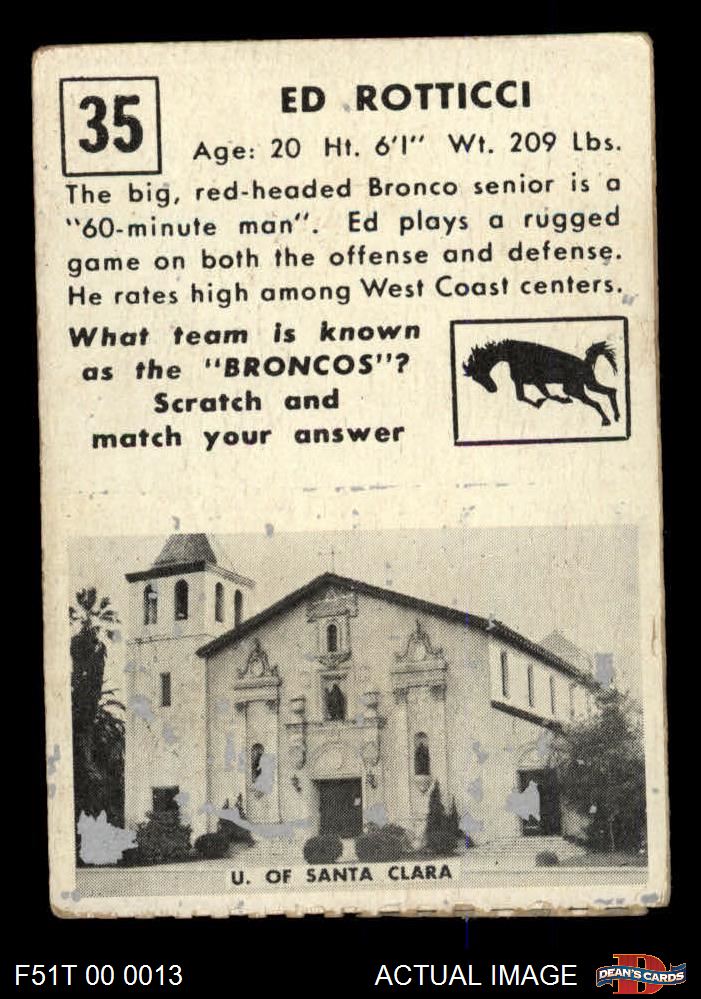 35
ED ROTTICCI
Age: 20 Ht. 6'1" Wt. 209 Lbs.
The big, red-headed Bronco senior is a
"60-minute man". Ed plays a rugged
game on both the offense and defense.
He rates high among West Coast centers.
What team is known
as the "BRONCOS"?
Scratch and
match your answer
U. OF SANTA CLARA
F51T 00 0013
ACTUAL IMAGE
D
DEAN'S CARDS